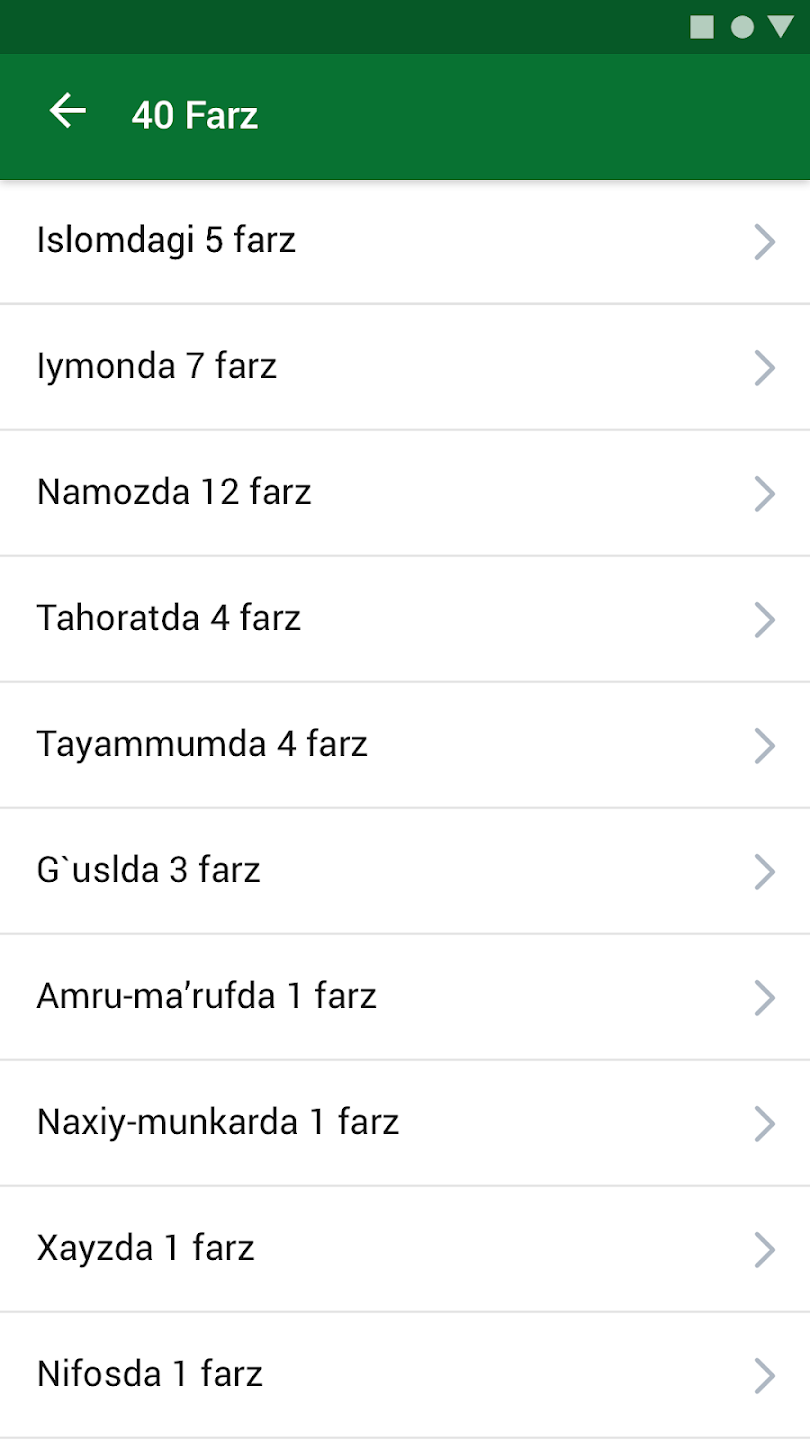 40 Farz
Islomdagi 5 farz
Iymonda 7 farz
Namozda 12 farz
Tahoratda 4 farz
Tayammumda 4 farz
G`uslda 3 farz
Amru-ma’rufda 1 farz
Naxiy-munkarda 1 farz
Xayzda 1 farz
Nifosda 1 farz